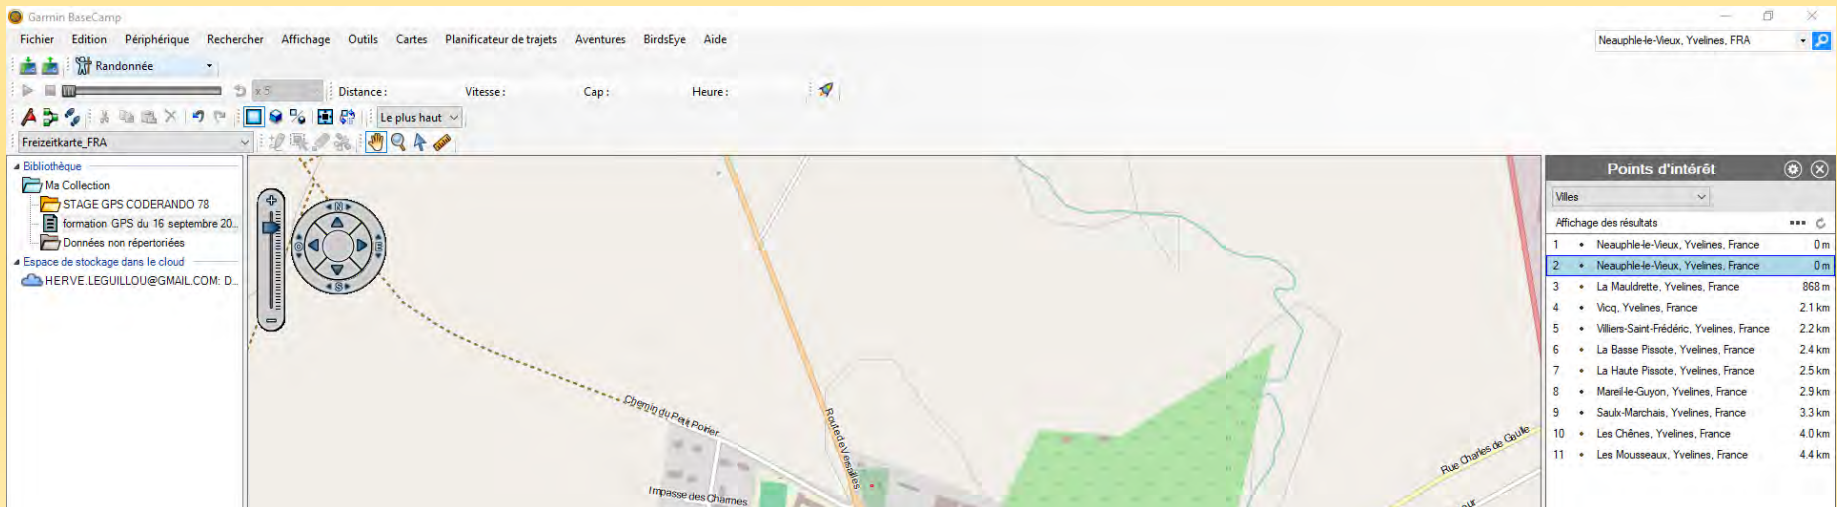 Garmin BaseCamp
Fichier Edition Périphérique Rechercher Affichage Outils Cartes Planificateur de trajets Aventures BirdsEye Aide
Neauphle-le-Vieux, Yvelines, FRA
Randonnée
x 5 Distance : Vitesse : Cap : Heure :
Le plus haut
Freizeitkarte_FRA
Bibliothèque
Ma Collection
STAGE GPS CODERANDO 78
formation GPS du 16 septembre 20...
Données non répertoriées
Espace de stockage dans le cloud
HERVE.LEGUILLOU@GMAIL.COM: D...
N
O
E
S
Chemin du Petit Poirier
Route de Versailles
Impasse des Charmes
Rue Charles de Gaulle
Points d'intérêt
Villes
Affichage des résultats
1 Neauphle-le-Vieux, Yvelines, France 0 m
2 Neauphle-le-Vieux, Yvelines, France 0 m
3 La Mauldrette, Yvelines, France 868 m
4 Vicq, Yvelines, France 2.1 km
5 Villiers-Saint-Frédéric, Yvelines, France 2.2 km
6 La Basse Pissote, Yvelines, France 2.4 km
7 La Haute Pissote, Yvelines, France 2.5 km
8 Mareil-le-Guyon, Yvelines, France 2.9 km
9 Saulx-Marchais, Yvelines, France 3.3 km
10 Les Chênes, Yvelines, France 4.0 km
11 Les Mousseaux, Yvelines, France 4.4 km